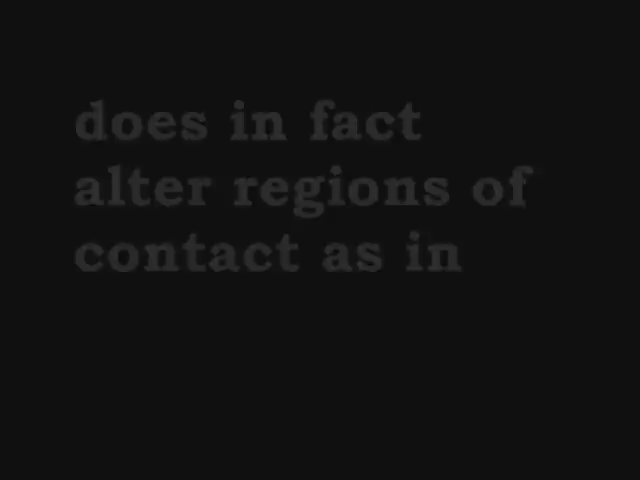 does in fact
alter regions of
contact as in